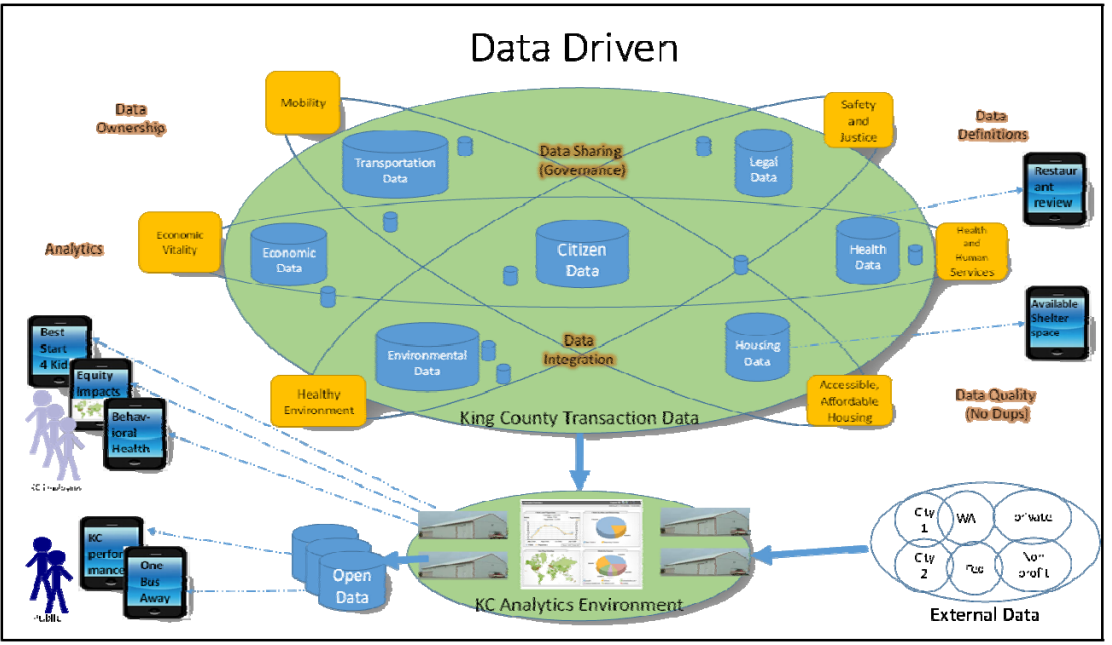 Data Driven
Data
Ownership
Mobility
Safety
and
Justice
Data
Definitions
Transportation
Data
Data Sharing
(Governance)
Legal
Data
Restaur
ant
review
Analytics
Economic
Vitality
Economic
Data
Citizen
Data
Health
Data
Health
and
Human
Services
Best
Start
4 Kid
Equity
Impacts
Behav-
ioral
Health
Environmental
Data
Data
Integration
Housing
Data
Available
Shelter
space
Healthy
Environment
Accessible,
Affordable
Housing
Data Quality
(No Dups)
King County Transaction Data
KC
perfor
mance
One
Bus
Away
Public
Open
Data
KC Analytics Environment
City
1
WA
private
City
2
Non
profit
External Data